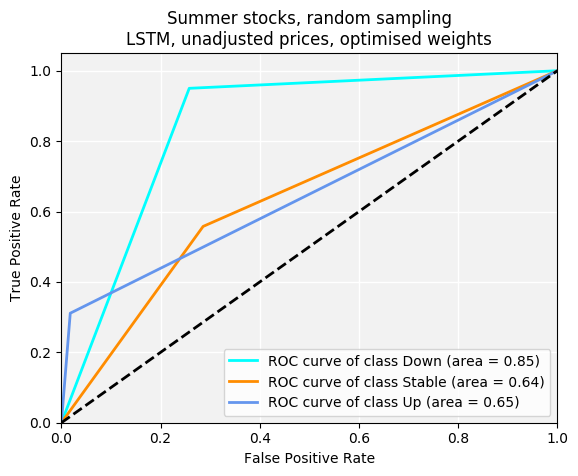 Summer stocks, random sampling
LSTM, unadjusted prices, optimised weights
1.0
0.8
0.6
0.4
0.2
0.0
True Positive Rate
ROC curve of class Down (area = 0.85)
ROC curve of class Stable (area = 0.64)
ROC curve of class Up (area = 0.65)
0.0 0.2 0.4 0.6 0.8 1.0
False Positive Rate